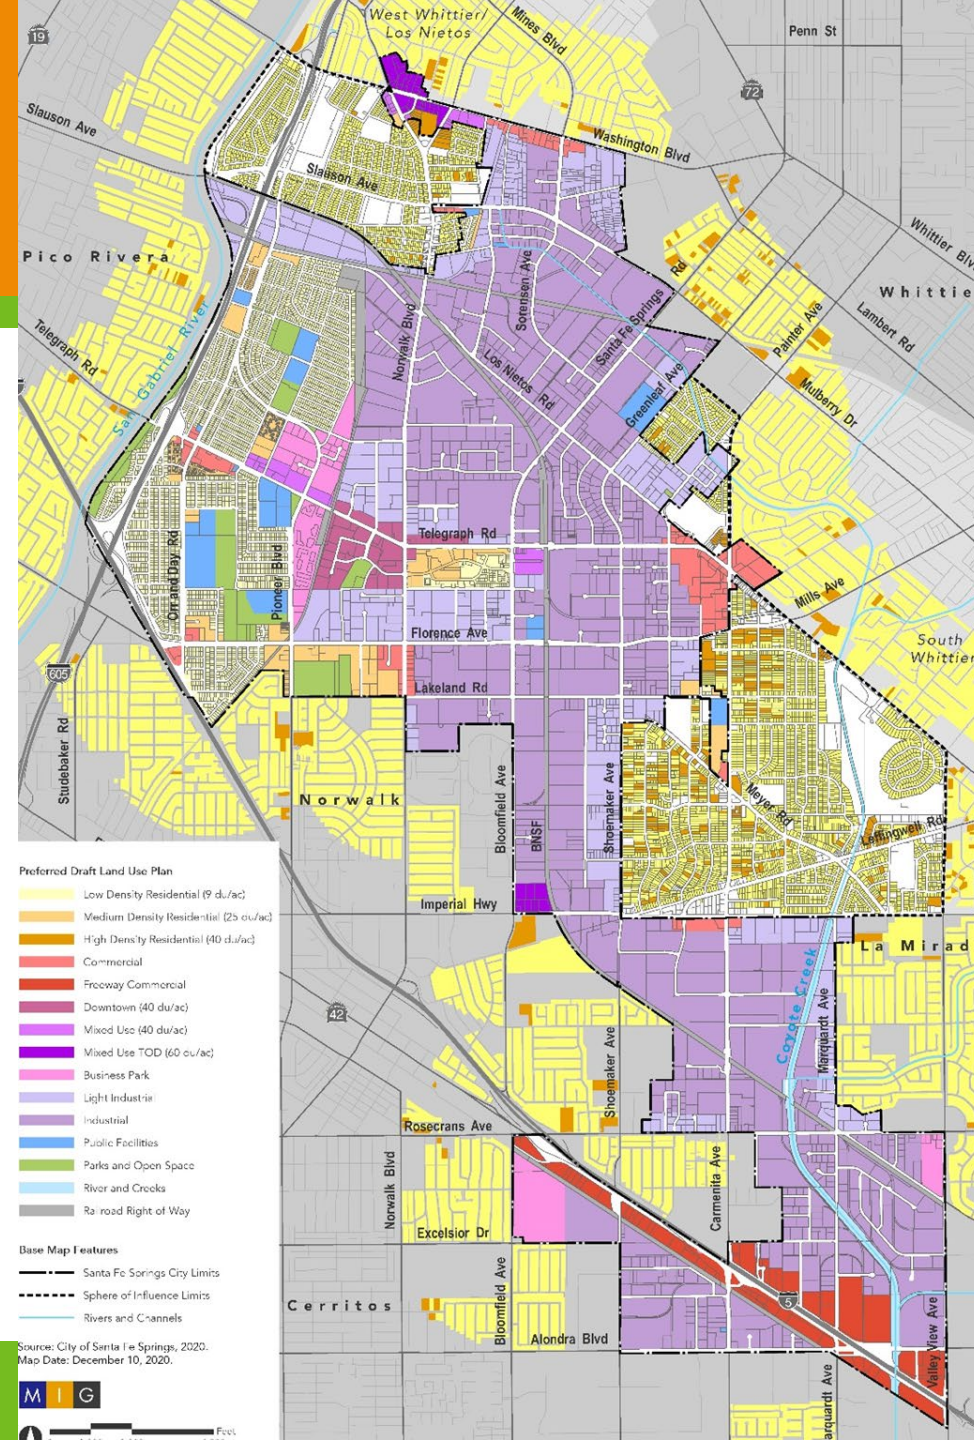 West Whittier/
Los Nietos
Mines Blvd
Penn St
19
72
Slauson Ave
Washington Blvd
Slauson Ave
Whittier Blv
Pico Rivera
Rd
Whittie
Sorensen Ave
Santa Fe Springs
Painter Ave
Lambert Rd
Telegraph Rd
San Gabriel River
Norwalk Blvd
Los Nietos Rd
Greenleaf Ave
Mulberry Dr
Telegraph Rd
Orr and Day Rd
Pioneer Blvd
Mills Ave
Florence Ave
South
Whittier
605
Lakeland Rd
Studebaker Rd
Norwalk
Bloomfield Ave
BNSF
Shoemaker Ave
Meyer Rd
Leffingwell Rd
Imperial Hwy
La Mirad
42
Coyote Creek
Marquardt Ave
Shoemaker Ave
Rosecrans Ave
Norwalk Blvd
Carmenita Ave
Excelsior Dr
Bloomfield Ave
Cerritos
5
Alondra Blvd
Valley View Ave
arquardt Ave
Preferred Draft Land Use Plan
Low Density Residential (9 du/ac)
Medium Density Residential (25 du/ac)
High Density Residential (40 du/ac)
Commercial
Freeway Commercial
Downtown (40 du/ac)
Mixed Use (40 du/ac)
Mixed Use TOD (60 du/ac)
Business Park
Light Industrial
Industrial
Public Facilities
Parks and Open Space
River and Creeks
Railroad Right of Way
Base Map Features
Santa Fe Springs City Limits
Sphere of Influence Limits
Rivers and Channels
Source: City of Santa Fe Springs, 2020.
Map Date: December 10, 2020.
M I G
Feet